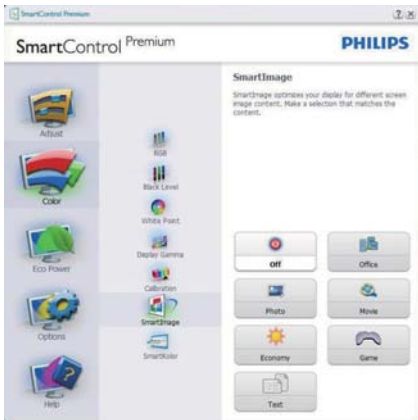 SmartControl Premium
SmartControl Premium
PHILIPS
Adjust
Color
Eco Power
Options
Help
RGB
Black Level
White Point
Display Gamma
Calibration
SmartImage
SmartKolor
SmartImage
SmartImage optimizes your display for different screen
image content. Make a selection that matches the
content.
Off
Office
Photo
Movie
Economy
Game
Text